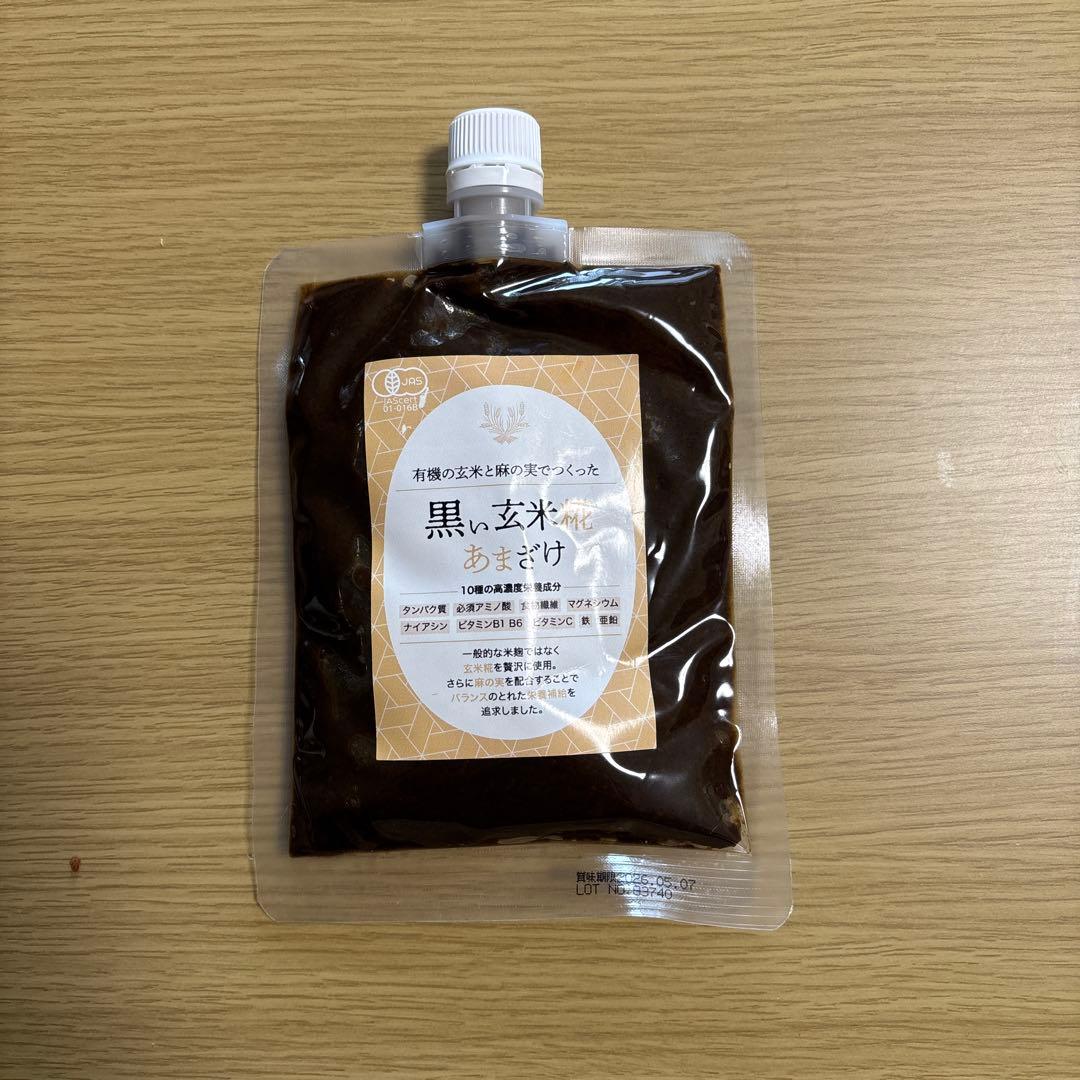 JAS
JAScert
01-016B
有機の玄米と麻の実でつくった
黒い玄米糀
あまざけ
10種の高濃度栄養成分
タンパク質 必須アミノ酸 食物繊維 マグネシウム
ナイアシン ビタミンB1 B6 ビタミンC 鉄 亜鉛
一般的な米麹ではなく
玄米糀を贅沢に使用。
さらに麻の実を配合することで
バランスのとれた栄養補給を
追求しました。
賞味期限2026.05.07
LOT NO.93740